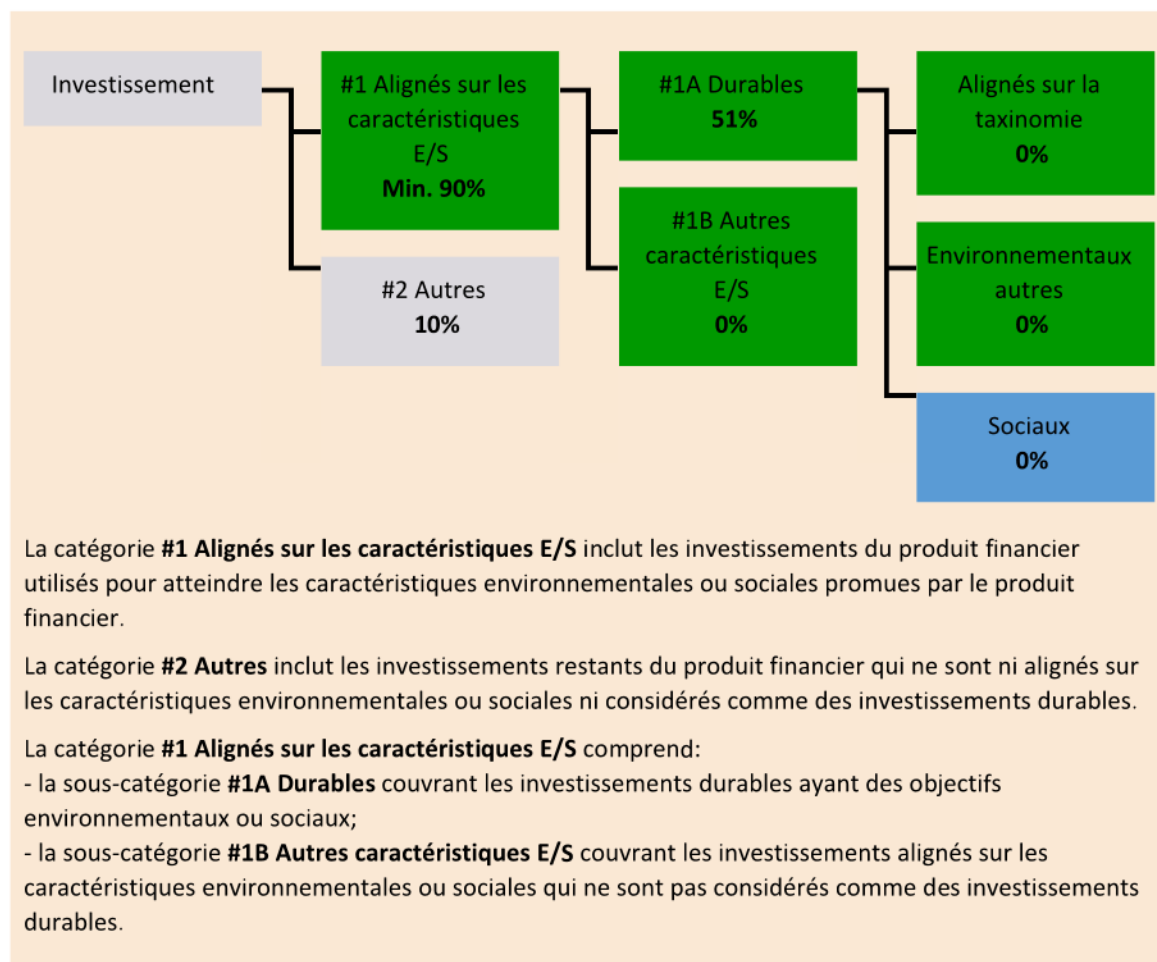 Investissement
#1 Alignés sur les
caractéristiques
E/S
Min. 90%
#2 Autres
10%
#1A Durables
51%
#1B Autres
caractéristiques
E/S
0%
Alignés sur la
taxinomie
0%
Environnementaux
autres
0%
Sociaux
0%
La catégorie #1 Alignés sur les caractéristiques E/S inclut les investissements du produit financier
utilisés pour atteindre les caractéristiques environnementales ou sociales promues par le produit
financier.
La catégorie #2 Autres inclut les investissements restants du produit financier qui ne sont ni alignés sur
les caractéristiques environnementales ou sociales ni considérés comme des investissements durables.
La catégorie #1 Alignés sur les caractéristiques E/S comprend:
- la sous-catégorie #1A Durables couvrant les investissements durables ayant des objectifs
environnementaux ou sociaux;
- la sous-catégorie #1B Autres caractéristiques E/S couvrant les investissements alignés sur les
caractéristiques environnementales ou sociales qui ne sont pas considérés comme des investissements
durables.